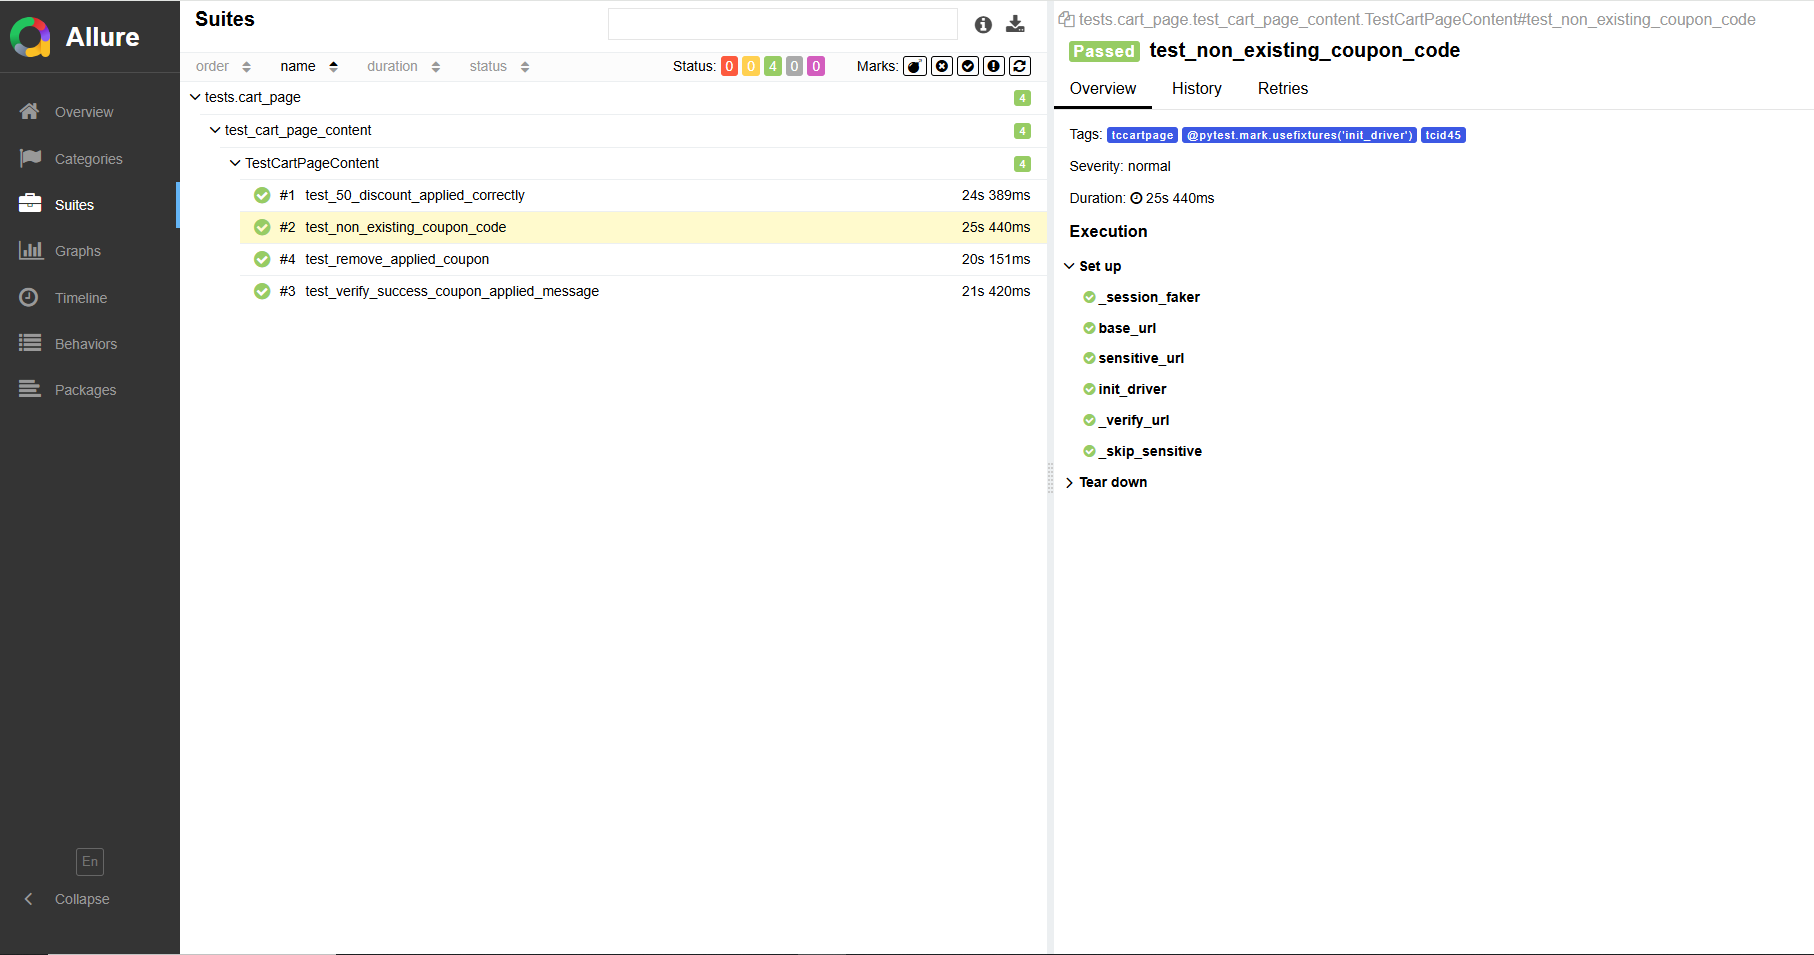 Allure
Overview
Categories
Suites
Graphs
Timeline
Behaviors
Packages
En
Collapse
Suites
order name duration status Status: 0 0 4 0 0 Marks:
tests.cart_page 4
test_cart_page_content 4
TestCartPageContent 4
#1 test_50_discount_applied_correctly 24s 389ms
#2 test_non_existing_coupon_code 25s 440ms
#4 test_remove_applied_coupon 20s 151ms
#3 test_verify_success_coupon_applied_message 21s 420ms
tests.cart_page.test_cart_page_content.TestCartPageContent#test_non_existing_coupon_code
Passed test_non_existing_coupon_code
Overview History Retries
Tags: tccartpage @pytest.mark.usefixtures('init_driver') tcid45
Severity: normal
Duration: 25s 440ms
Execution
Set up
_session_faker
base_url
sensitive_url
init_driver
_verify_url
_skip_sensitive
Tear down